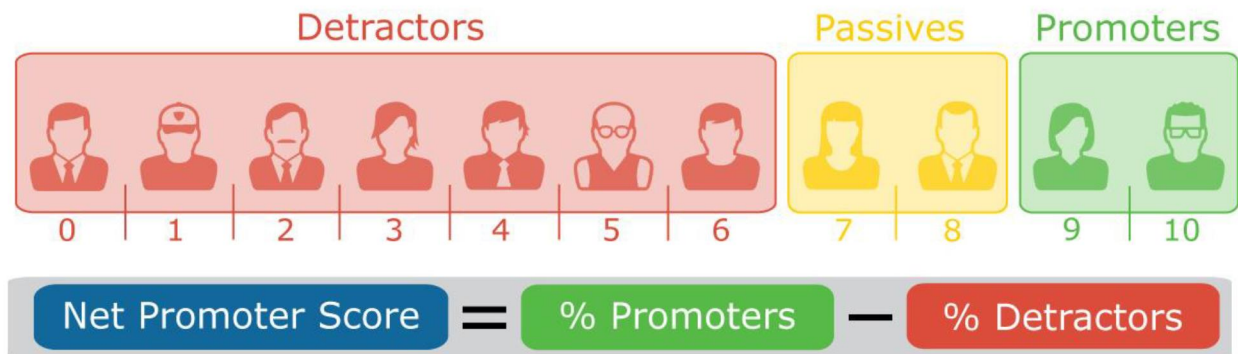 Detractors Passives Promoters
0 1 2 3 4 5 6 7 8 9 10
Net Promoter Score = % Promoters — % Detractors